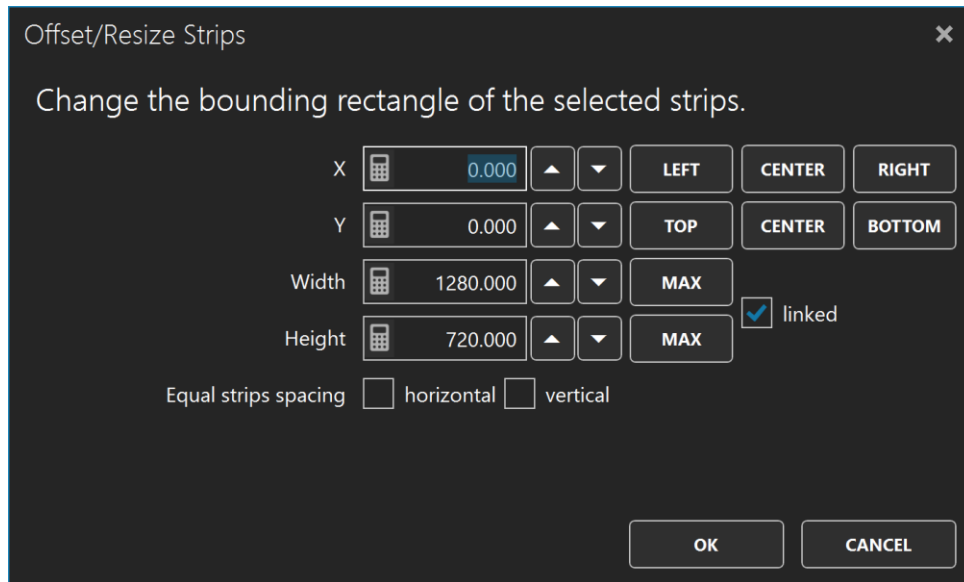 Offset/Resize Strips
Change the bounding rectangle of the selected strips.
X 0.000 LEFT CENTER RIGHT
Y 0.000 TOP CENTER BOTTOM
Width 1280.000 MAX
linked
Height 720.000 MAX
Equal strips spacing horizontal vertical
OK CANCEL